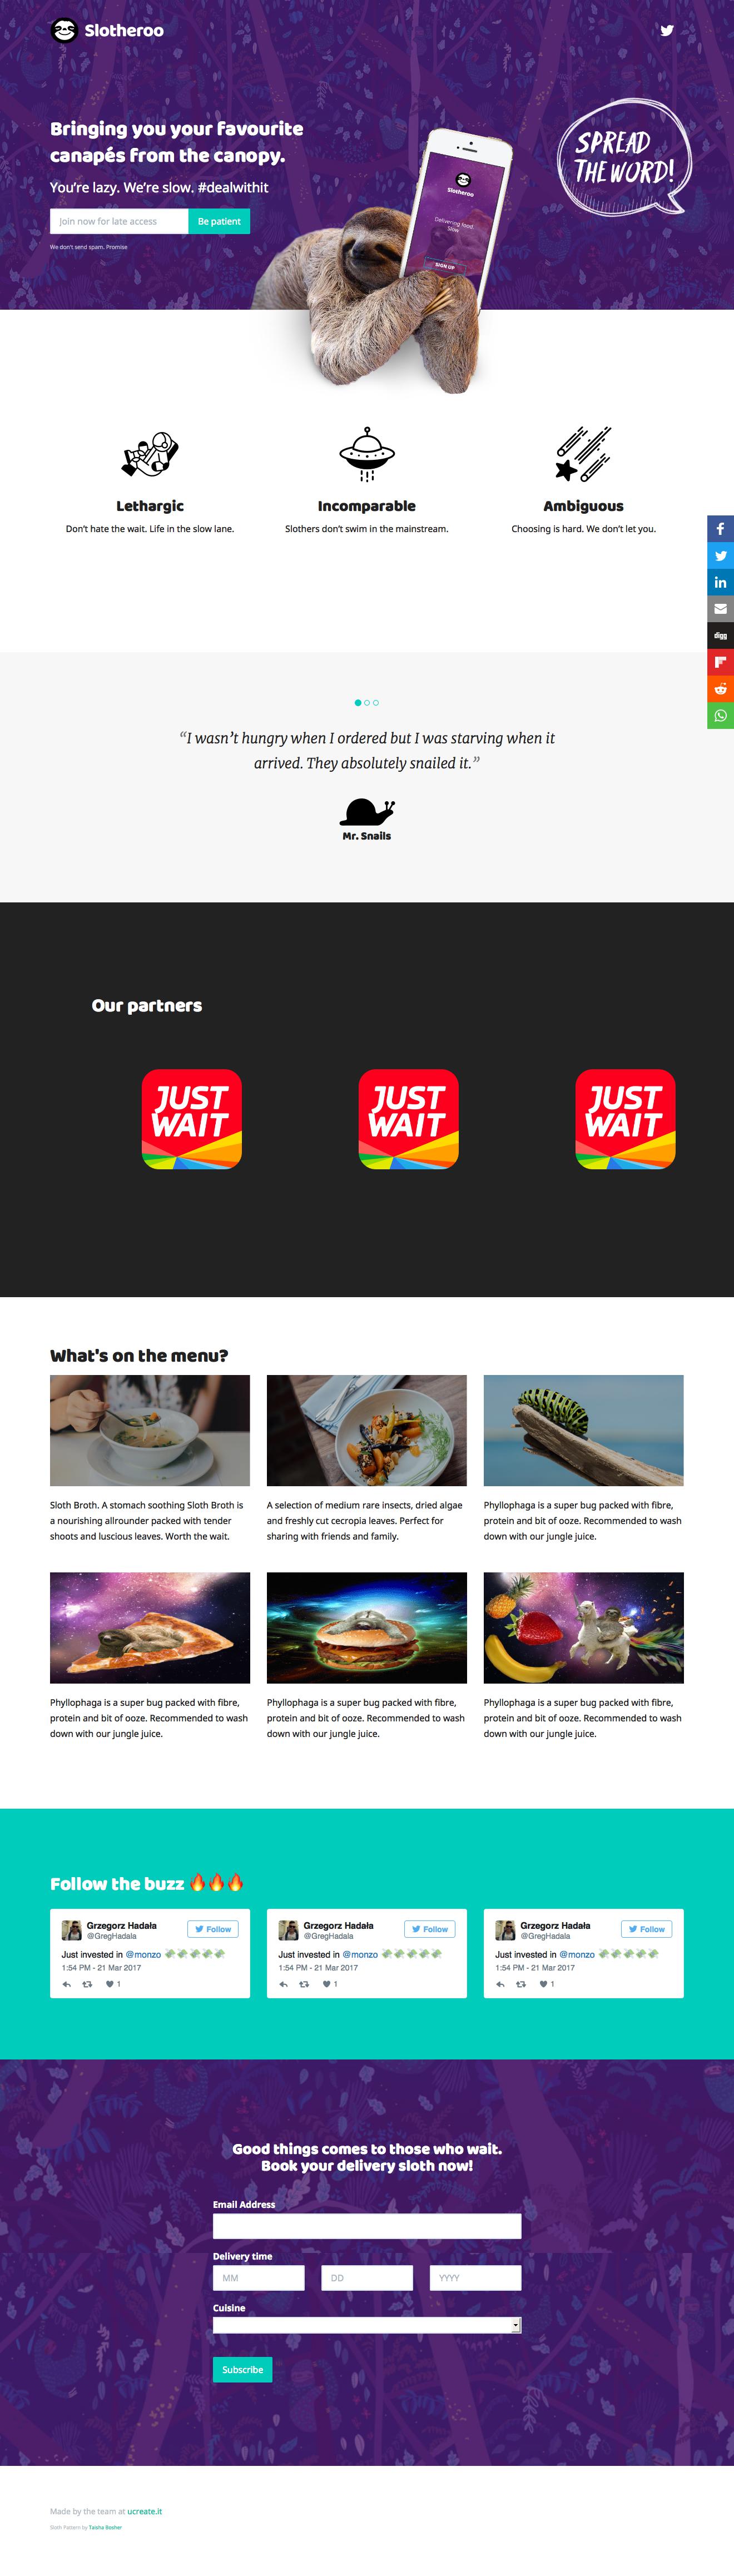 Slotheroo
Bringing you your favourite
canapés from the canopy.
You're lazy. We're slow. #dealwithit
Join now for late access
Be patient
We don't send spam. Promise
Slotheroo
Delivering food.
Slow.
SIGN UP
SPREAD
THE WORD!
Lethargic
Don't hate the wait. Life in the slow lane.
Incomparable
Slothers don't swim in the mainstream.
Ambiguous
Choosing is hard. We don't let you.
digg
“I wasn't hungry when I ordered but I was starving when it
arrived. They absolutely snailed it.”
Mr. Snails
Our partners
JUST
WAIT
JUST
WAIT
JUST
WAIT
What's on the menu?
Sloth Broth. A stomach soothing Sloth Broth is
a nourishing allrounder packed with tender
shoots and luscious leaves. Worth the wait.
A selection of medium rare insects, dried algae
and freshly cut cecropia leaves. Perfect for
sharing with friends and family.
Phyllophaga is a super bug packed with fibre,
protein and bit of ooze. Recommended to wash
down with our jungle juice.
Phyllophaga is a super bug packed with fibre,
protein and bit of ooze. Recommended to wash
down with our jungle juice.
Phyllophaga is a super bug packed with fibre,
protein and bit of ooze. Recommended to wash
down with our jungle juice.
Phyllophaga is a super bug packed with fibre,
protein and bit of ooze. Recommended to wash
down with our jungle juice.
Follow the buzz 🔥🔥🔥
Grzegorz Hadała
@GregHadala
Follow
Just invested in @monzo 💸💸💸💸💸
1:54 PM - 21 Mar 2017
1
Grzegorz Hadała
@GregHadala
Follow
Just invested in @monzo 💸💸💸💸💸
1:54 PM - 21 Mar 2017
1
Grzegorz Hadała
@GregHadala
Follow
Just invested in @monzo 💸💸💸💸💸
1:54 PM - 21 Mar 2017
1
Good things comes to those who wait.
Book your delivery sloth now!
Email Address
Delivery time
MM
DD
YYYY
Cuisine
Subscribe
Made by the team at ucreate.it
Sloth Pattern by Taisha Bosher